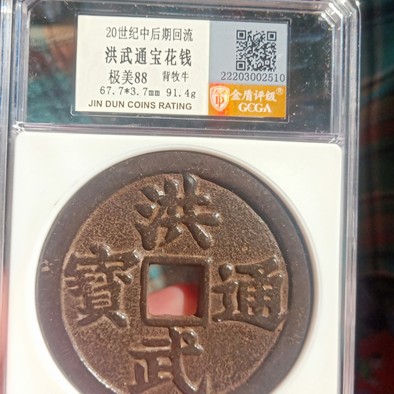 20世纪中后期回流
洪武通宝花钱
极美88 背牧牛
67.7*3.7mm 91.4g
JIN DUN COINS RATING
22203002510
金盾评级®
GCGA
洪
寶 通
武